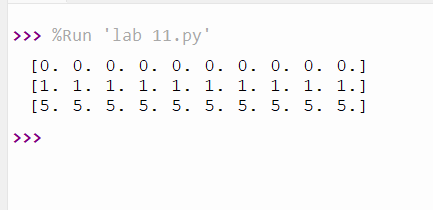 >>> %Run 'lab 11.py'
[0. 0. 0. 0. 0. 0. 0. 0. 0. 0.]
[1. 1. 1. 1. 1. 1. 1. 1. 1. 1.]
[5. 5. 5. 5. 5. 5. 5. 5. 5. 5.]
>>>